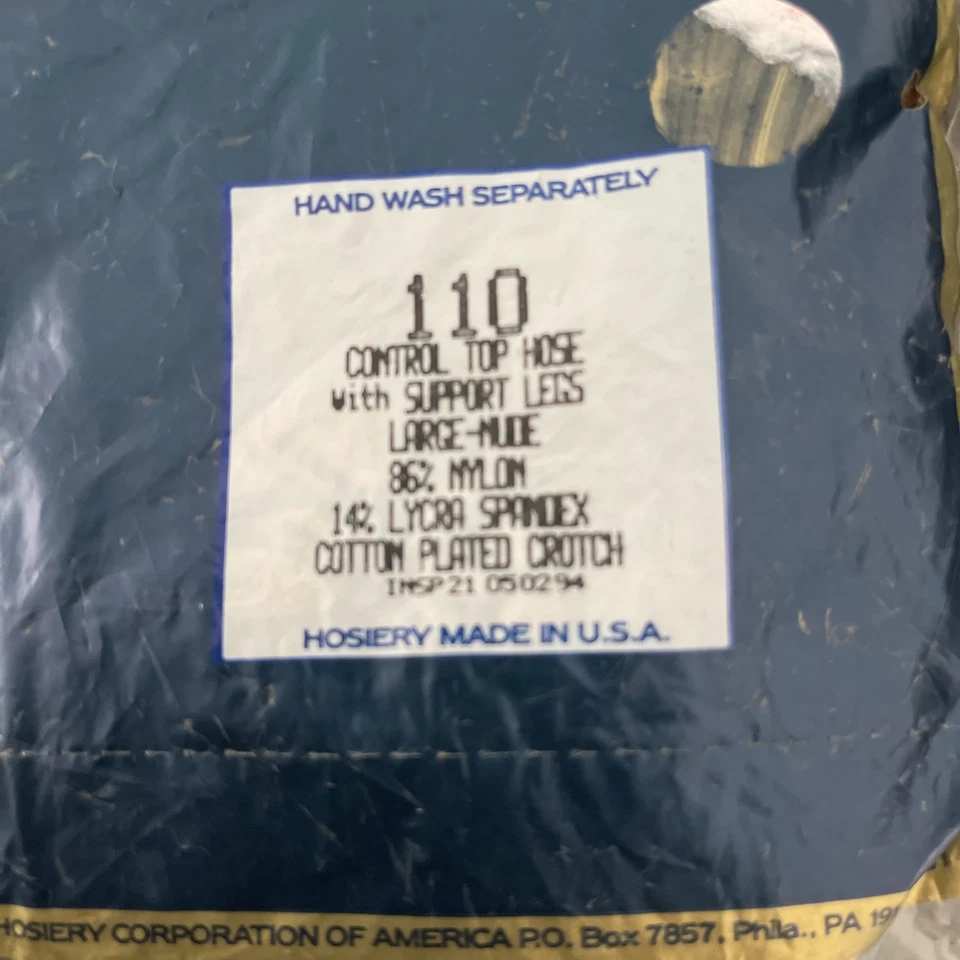 HAND WASH SEPARATELY
110
CONTROL TOP HOSE
With SUPPORT LEGS
LARGE-NUDE
86% NYLON
14% LYCRA SPANDEX
COTTON PLATED CROTCH
INSP21 050294
HOSIERY MADE IN U.S.A.
HOSIERY CORPORATION OF AMERICA P.O. Box 7857, Phila., PA